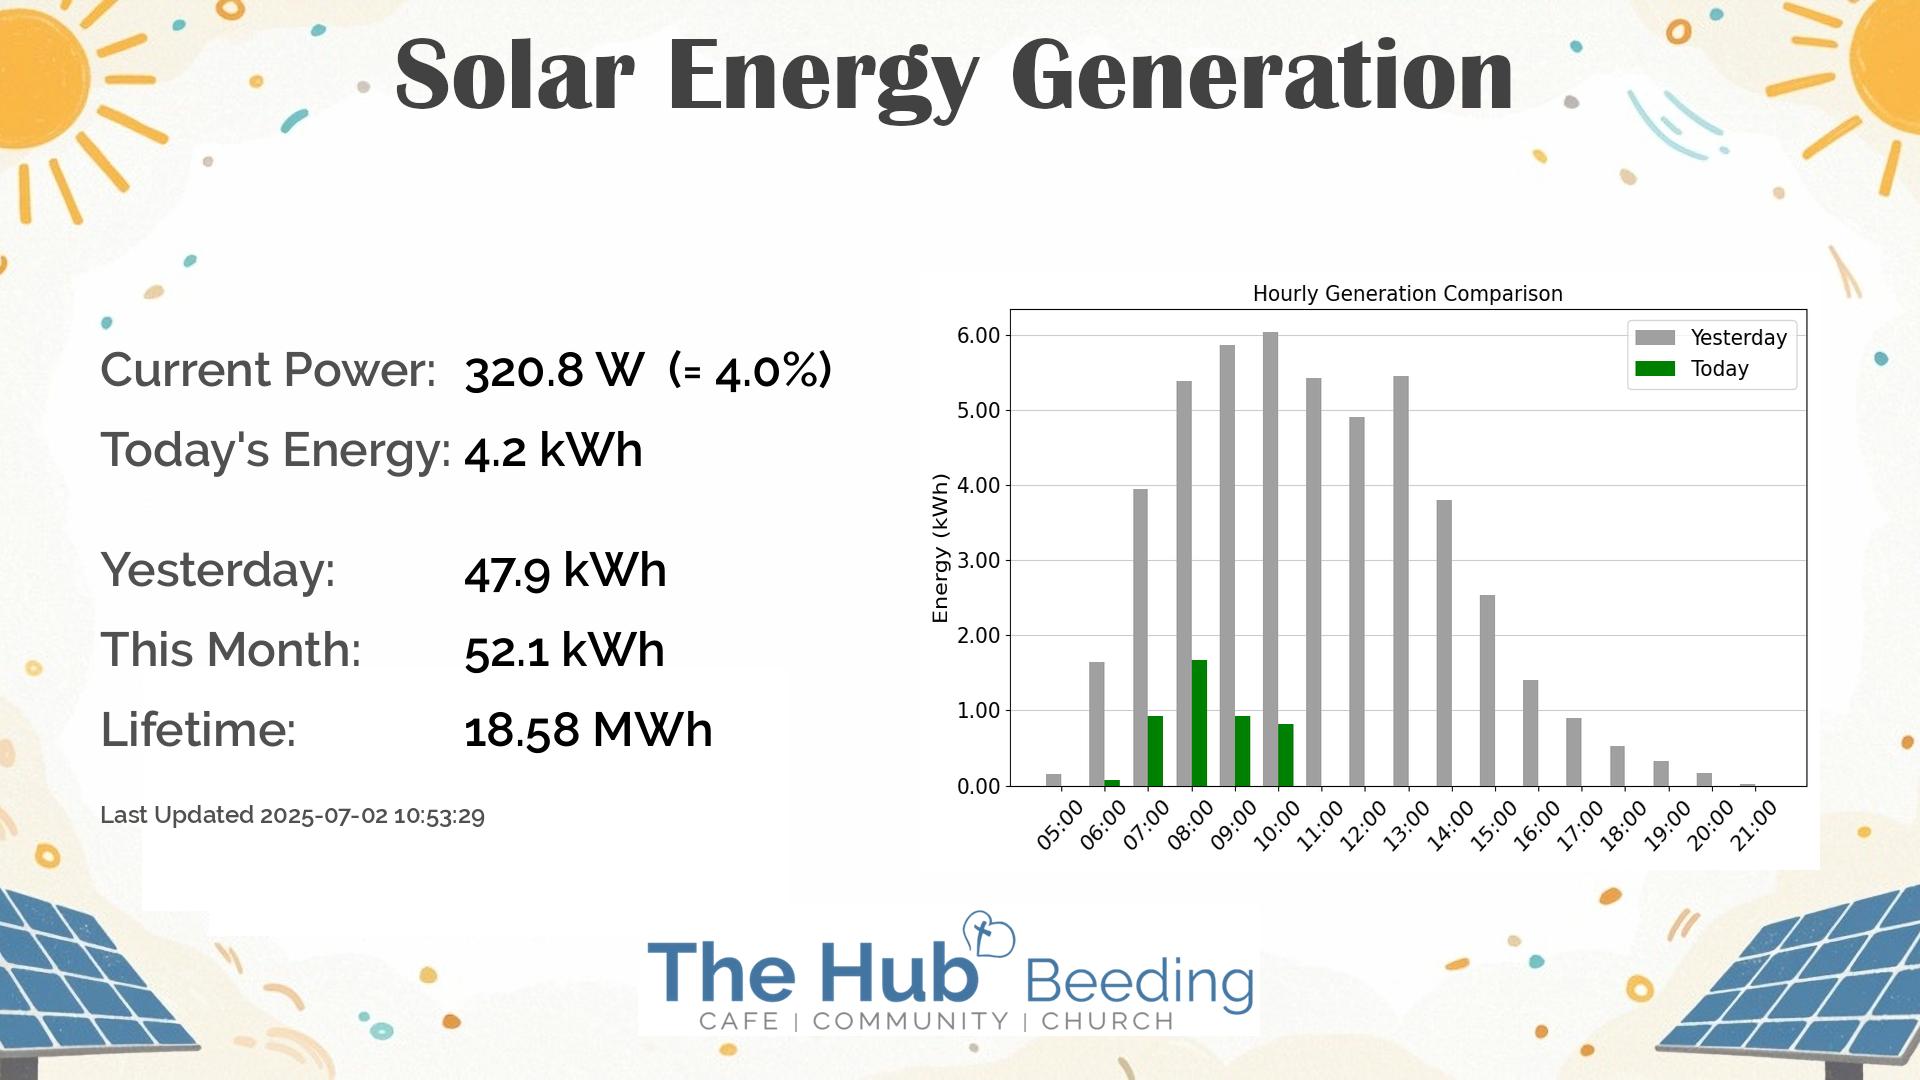 Solar Energy Generation
Current Power: 320.8 W (= 4.0%)
Today's Energy: 4.2 kWh
Yesterday: 47.9 kWh
This Month: 52.1 kWh
Lifetime: 18.58 MWh
Last Updated 2025-07-02 10:53:29
Hourly Generation Comparison
Yesterday
Today
Energy (kWh)
6.00
5.00
4.00
3.00
2.00
1.00
0.00
05:00 06:00 07:00 08:00 09:00 10:00 11:00 12:00 13:00 14:00 15:00 16:00 17:00 18:00 19:00 20:00 21:00
The Hub Beeding
CAFE | COMMUNITY | CHURCH